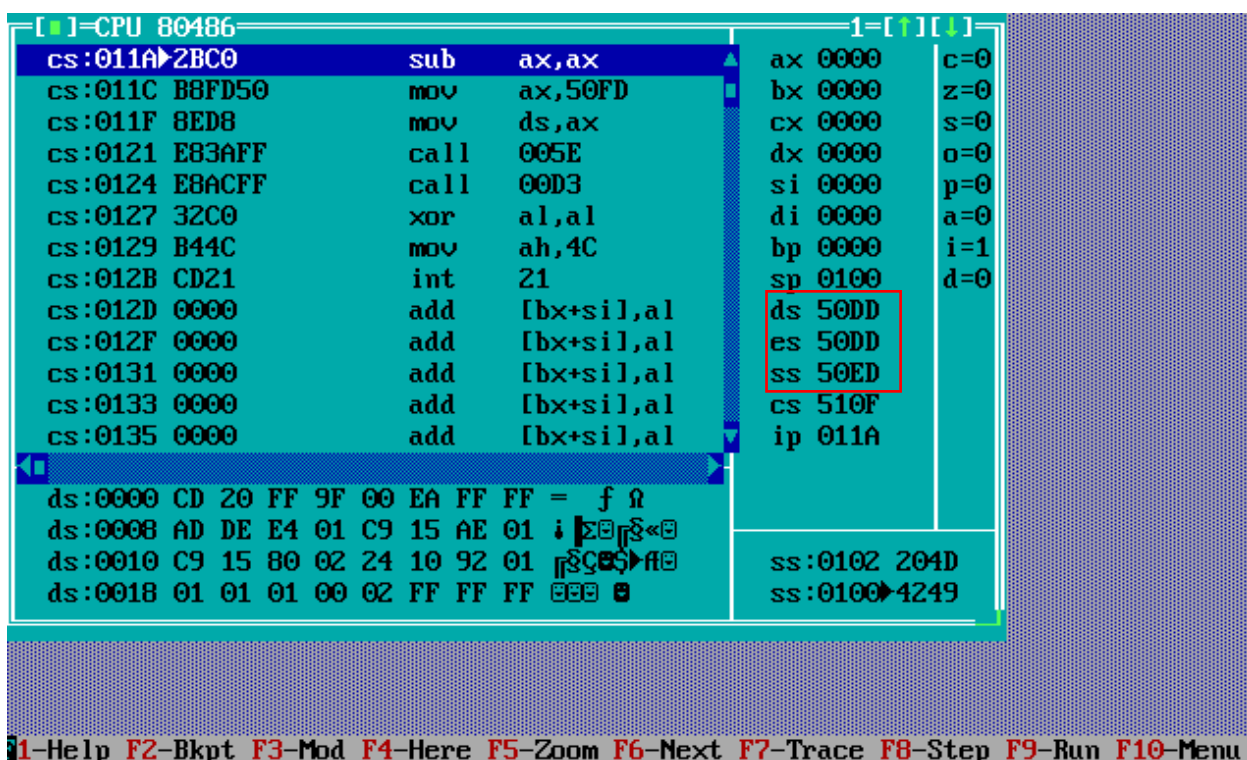 [■]=CPU 80486 1=[↑][↓]
cs:011A►2BC0 sub ax,ax ▲ ax 0000 c=0
cs:011C B8FD50 mov ax,50FD bx 0000 z=0
cs:011F 8ED8 mov ds,ax cx 0000 s=0
cs:0121 E83AFF call 005E dx 0000 o=0
cs:0124 E8ACFF call 00D3 si 0000 p=0
cs:0127 32C0 xor al,al di 0000 a=0
cs:0129 B44C mov ah,4C bp 0000 i=1
cs:012B CD21 int 21 sp 0100 d=0
cs:012D 0000 add [bx+si],al ds 50DD
cs:012F 0000 add [bx+si],al es 50DD
cs:0131 0000 add [bx+si],al ss 50ED
cs:0133 0000 add [bx+si],al cs 510F
cs:0135 0000 add [bx+si],al ▼ ip 011A
ds:0000 CD 20 FF 9F 00 EA FF FF = ƒ Ω
ds:0008 AD DE E4 01 C9 15 AE 01 ¡▐Σ☺╔§«☺
ds:0010 C9 15 80 02 24 10 92 01 ╔§Ç☻$►Æ☺ ss:0102 204D
ds:0018 01 01 01 00 02 FF FF FF ☺☺☺ ☻ ss:0100►4249
1-Help F2-Bkpt F3-Mod F4-Here F5-Zoom F6-Next F7-Trace F8-Step F9-Run F10-Menu